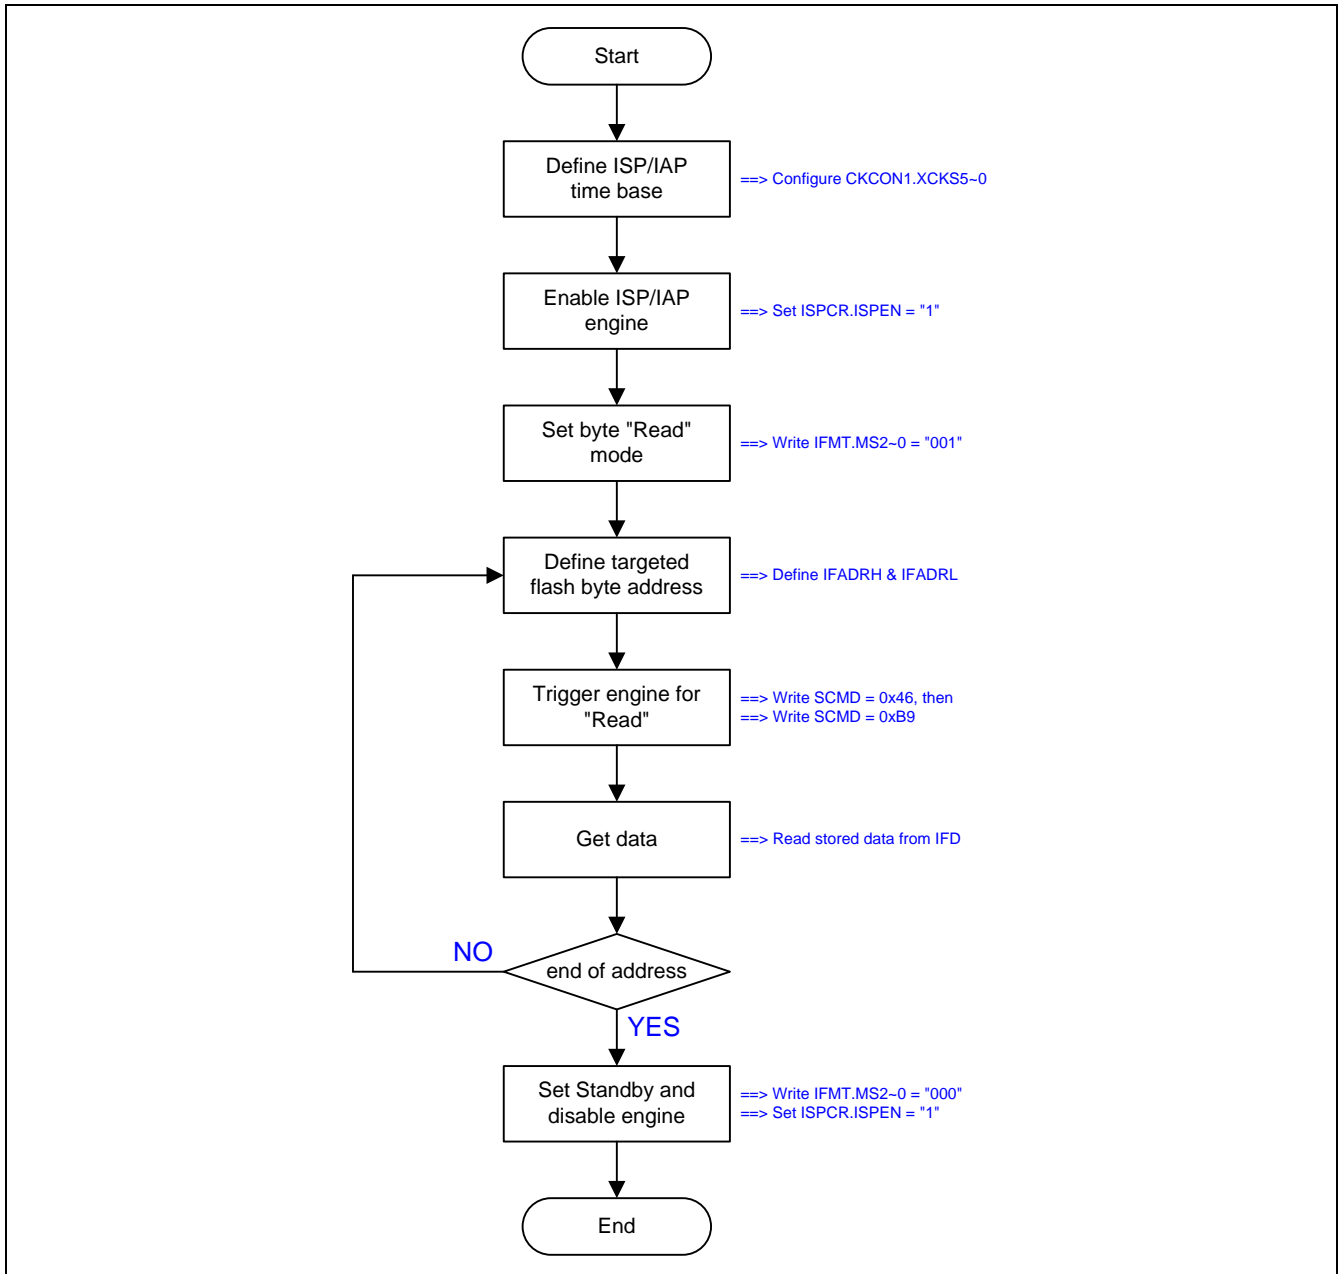 Start
Define ISP/IAP
time base
==> Configure CKCON1.XCKS5~0
Enable ISP/IAP
engine
==> Set ISPCR.ISPEN = "1"
Set byte "Read"
mode
==> Write IFMT.MS2~0 = "001"
Define targeted
flash byte address
==> Define IFADRH & IFADRL
Trigger engine for
"Read"
==> Write SCMD = 0x46, then
==> Write SCMD = 0xB9
Get data
==> Read stored data from IFD
NO
end of address
YES
Set Standby and
disable engine
==> Write IFMT.MS2~0 = "000"
==> Set ISPCR.ISPEN = "1"
End